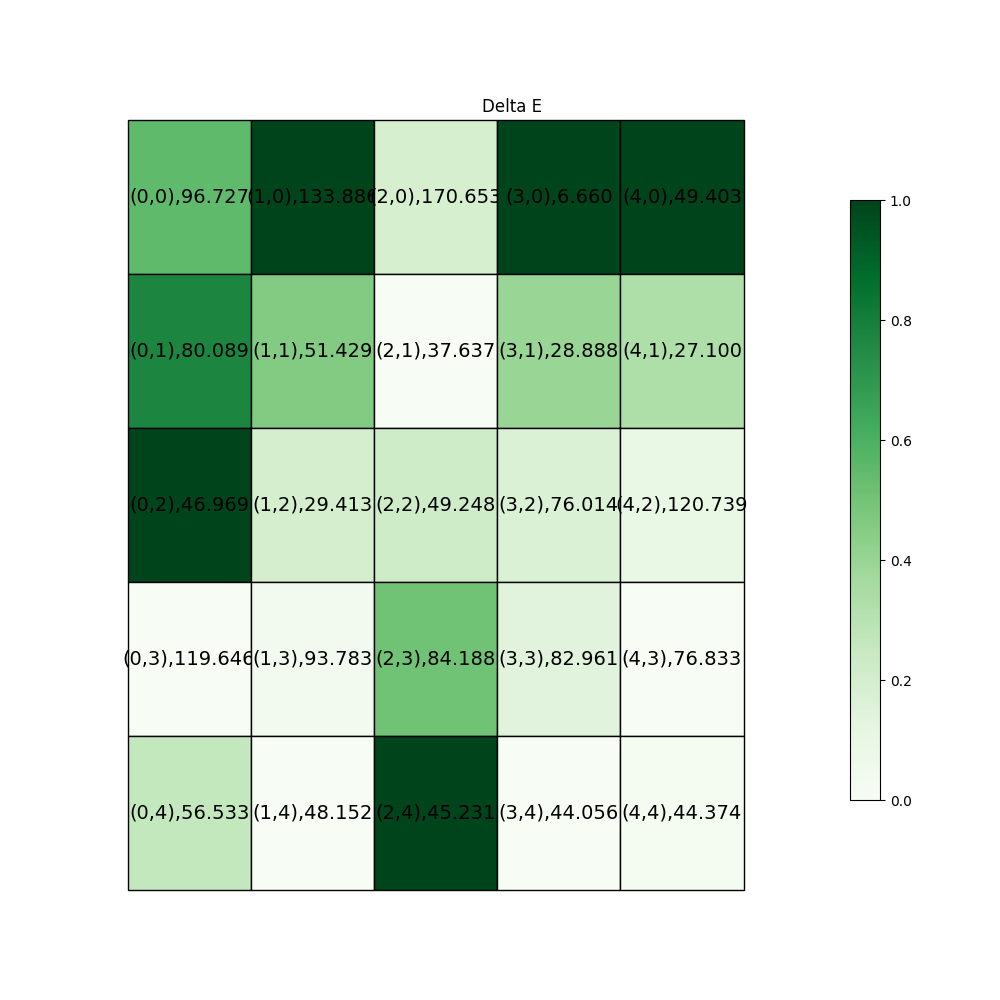 Delta E
(0,0),96.727 (1,0),133.886 (2,0),170.653 (3,0),6.660 (4,0),49.403
1.0
(0,1),80.089 (1,1),51.429 (2,1),37.637 (3,1),28.888 (4,1),27.100
0.8
(0,2),46.969 (1,2),29.413 (2,2),49.248 (3,2),76.014 (4,2),120.739
0.6
0.4
(0,3),119.646 (1,3),93.783 (2,3),84.188 (3,3),82.961 (4,3),76.833
0.2
0.0
(0,4),56.533 (1,4),48.152 (2,4),45.231 (3,4),44.056 (4,4),44.374